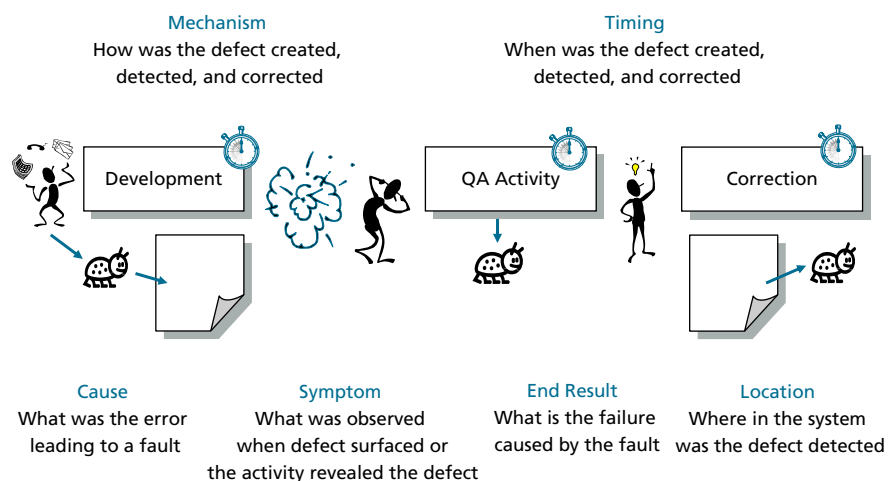 Mechanism
How was the defect created,
detected, and corrected
Timing
When was the defect created,
detected, and corrected
Development
QA Activity
Correction
Cause
What was the error
leading to a fault
Symptom
What was observed
when defect surfaced or
the activity revealed the defect
End Result
What is the failure
caused by the fault
Location
Where in the system
was the defect detected